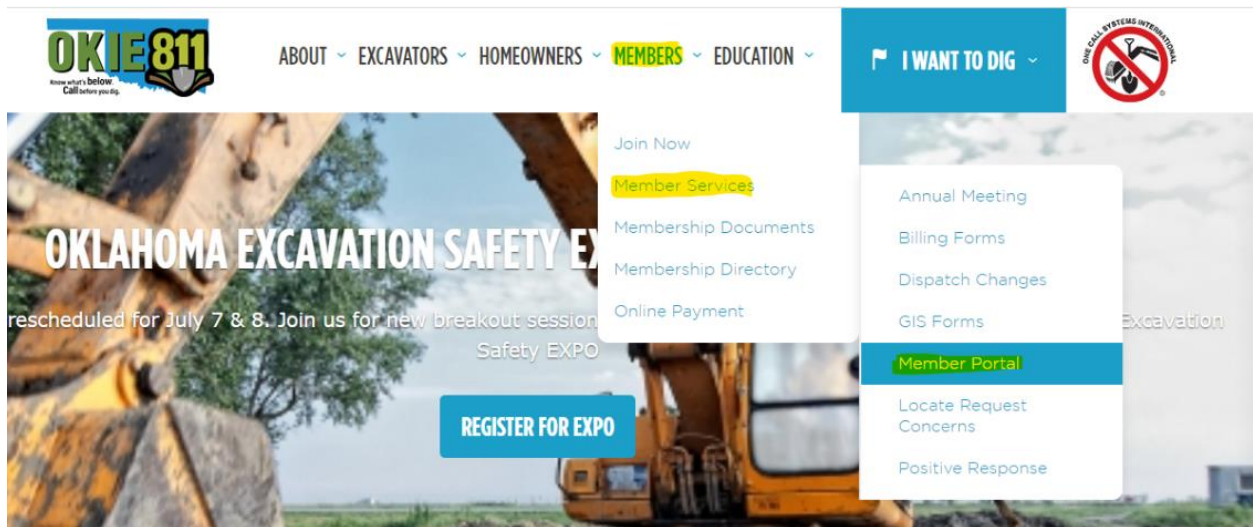 OKIE 811
Know what's below.
Call before you dig.
ABOUT EXCAVATORS HOMEOWNERS MEMBERS EDUCATION
I WANT TO DIG
ONE CALL SYSTEMS INTERNATIONAL
Join Now
Member Services
Membership Documents
Membership Directory
Online Payment
Annual Meeting
Billing Forms
Dispatch Changes
GIS Forms
Member Portal
Locate Request
Concerns
Positive Response
OKLAHOMA EXCAVATION SAFETY
rescheduled for July 7 & 8. Join us for new breakout session Excavation
Safety EXPO
REGISTER FOR EXPO